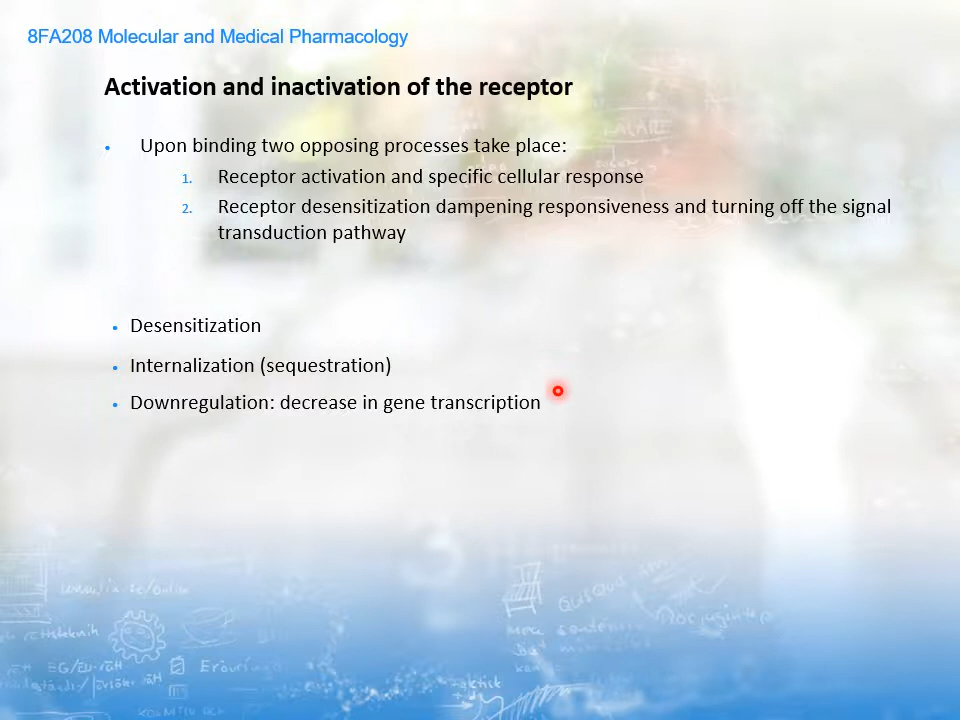 8FA208 Molecular and Medical Pharmacology
Activation and inactivation of the receptor
• Upon binding two opposing processes take place:
1. Receptor activation and specific cellular response
2. Receptor desensitization dampening responsiveness and turning off the signal
transduction pathway
• Desensitization
• Internalization (sequestration)
• Downregulation: decrease in gene transcription